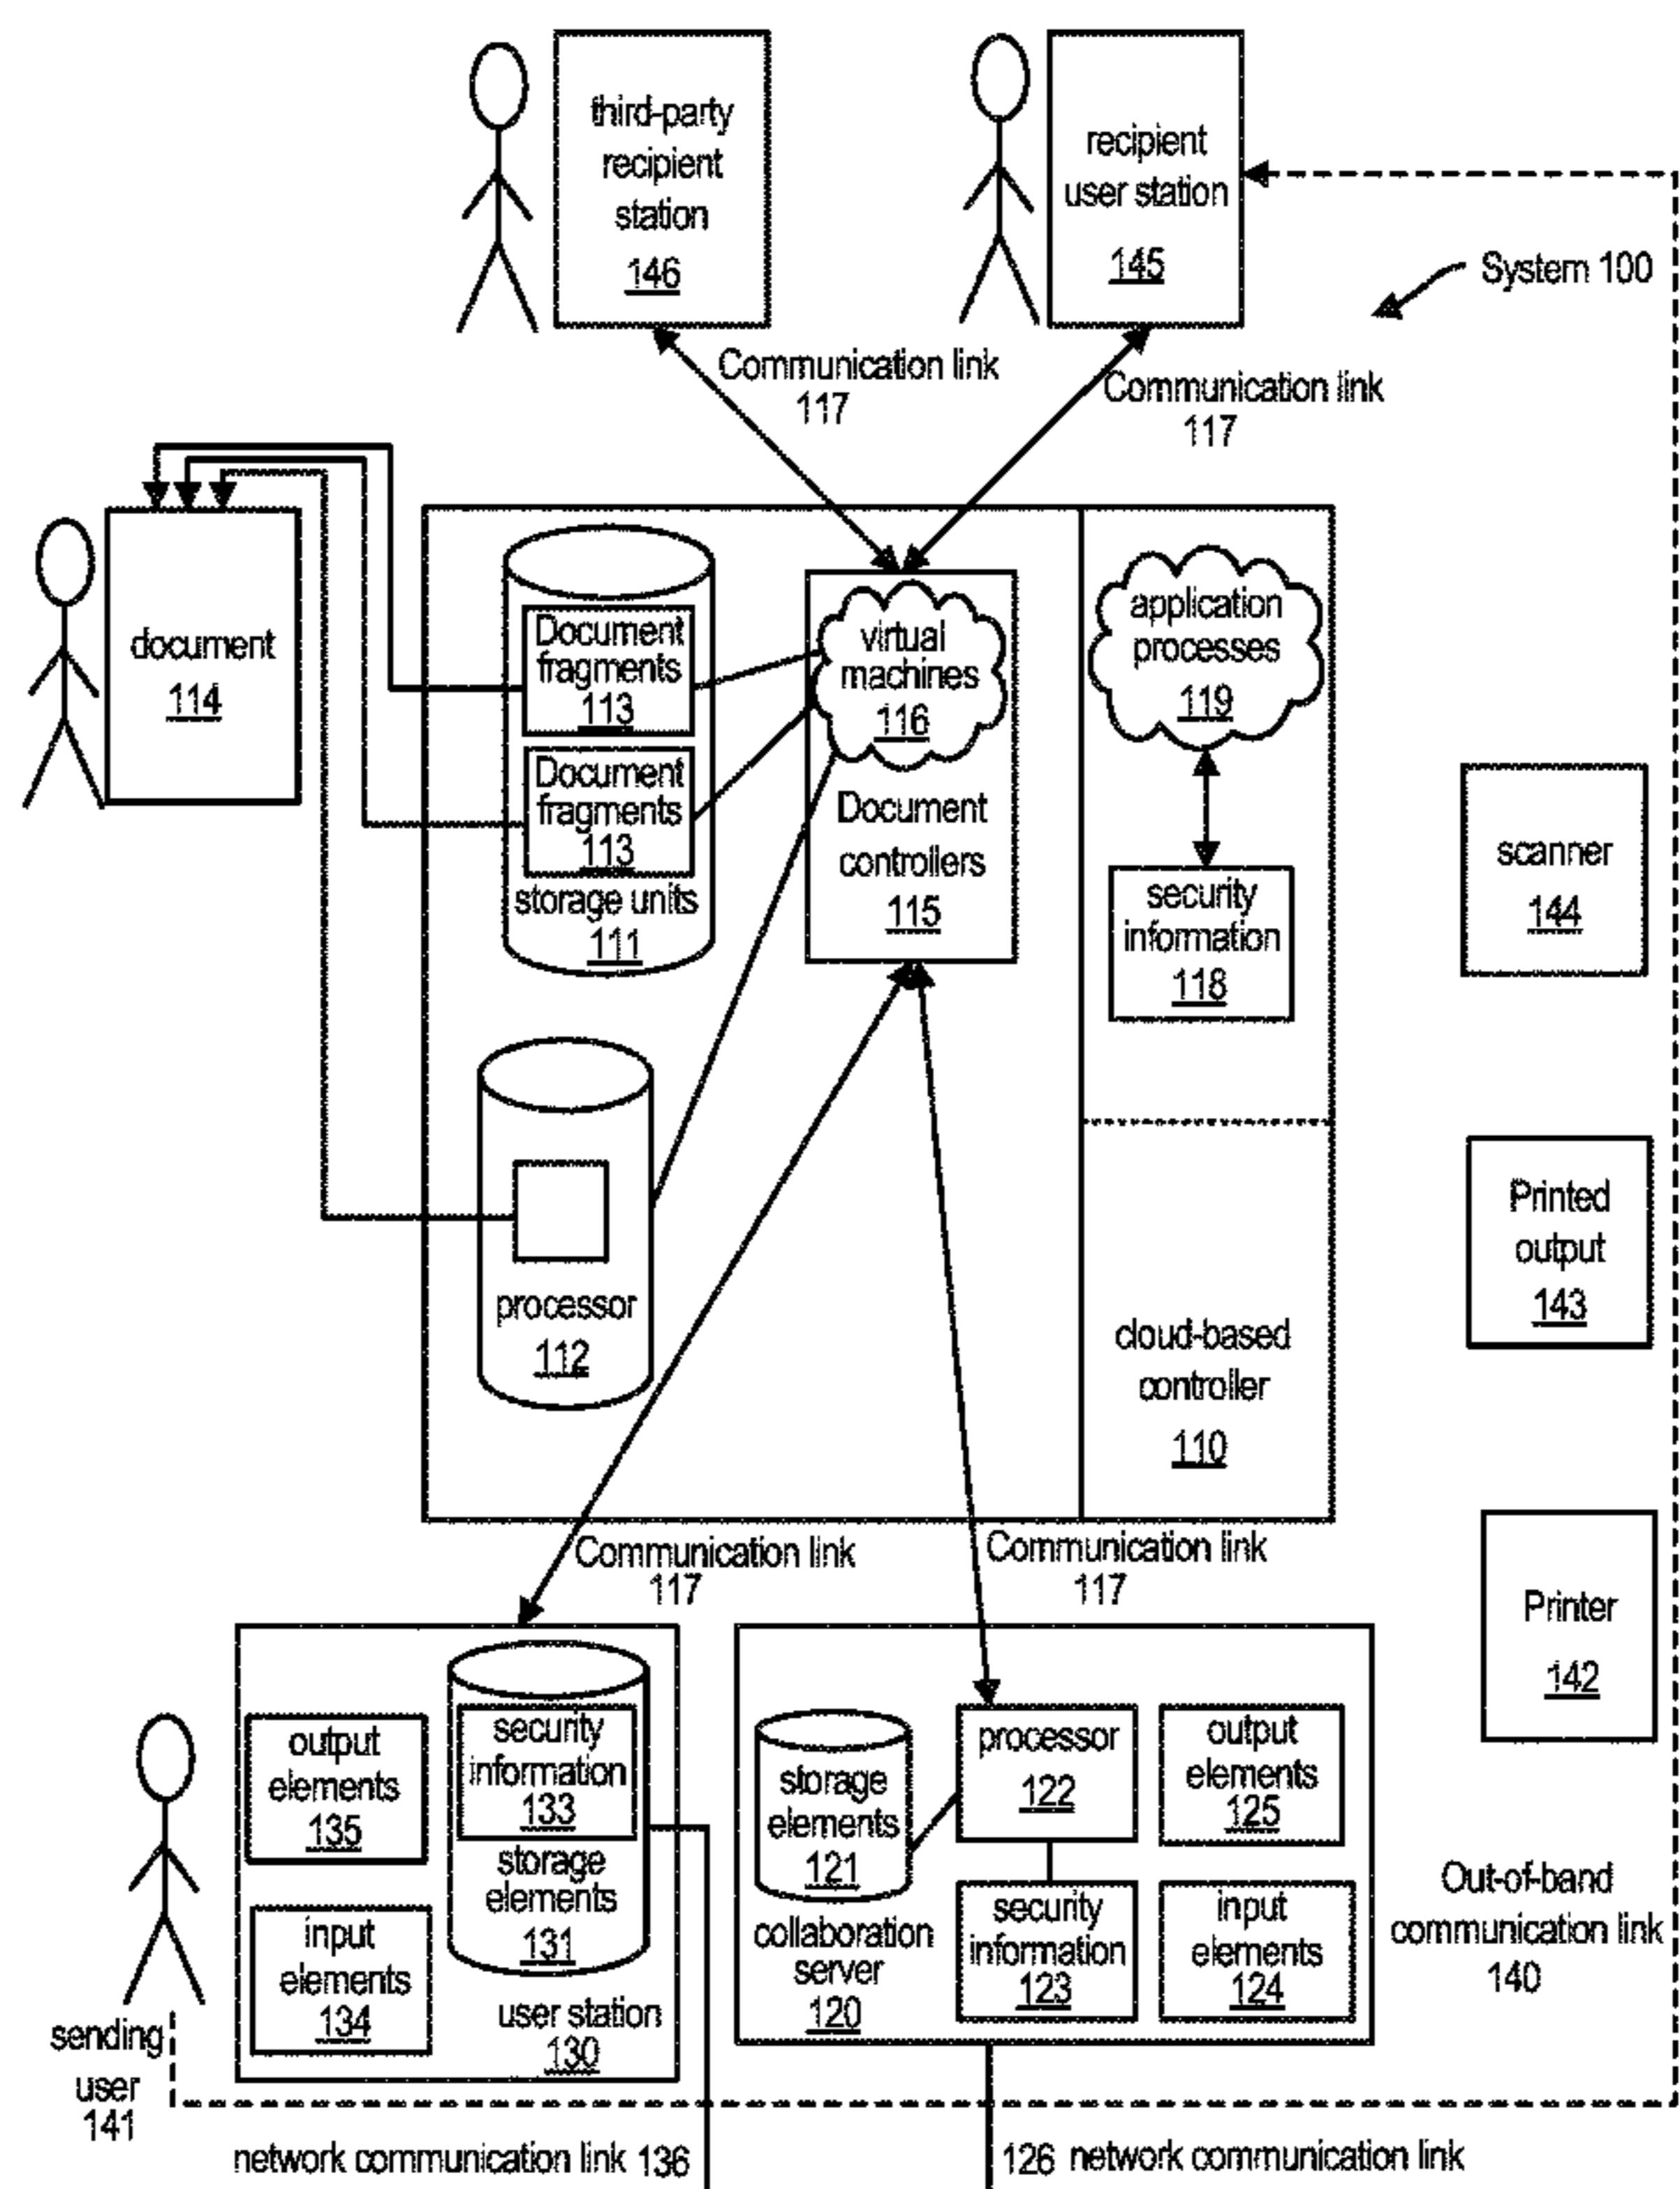 third-party
recipient
station
146
recipient
user station
145
System 100
Communication link
117
Communication link
117
document
114
Document
fragments
113
Document
fragments
113
storage units
111
virtual
machines
116
Document
controllers
115
application
processes
119
security
information
118
scanner
144
processor
112
cloud-based
controller
110
Printed
output
143
Communication link
117
Communication link
117
Printer
142
output
elements
135
security
information
133
storage
elements
131
input
elements
134
user station
130
storage
elements
121
processor
122
output
elements
125
collaboration
server
120
security
information
123
input
elements
124
Out-of-band
communication link
140
sending
user
141
network communication link 136
126 network communication link